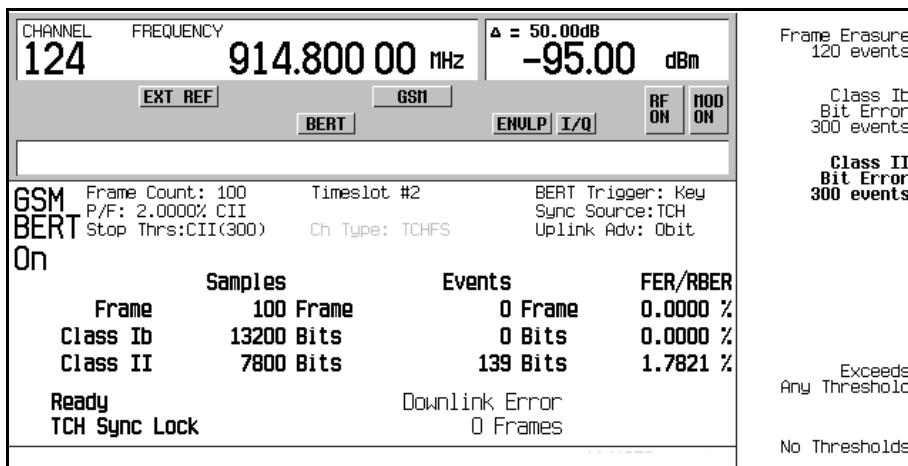 CHANNEL FREQUENCY Δ = 50.00dB
124 914.800 00 MHz -95.00 dBm
EXT REF GSM RF ON MOD ON
BERT ENVLP I/Q
GSM BERT On
Frame Count: 100 Timeslot #2 BERT Trigger: Key
P/F: 2.0000% CII Sync Source:TCH
Stop Thrs:CII(300) Ch Type: TCHFS Uplink Adv: 0bit
Samples Events FER/RBER
Frame 100 Frame 0 Frame 0.0000 %
Class Ib 13200 Bits 0 Bits 0.0000 %
Class II 7800 Bits 139 Bits 1.7821 %
Ready Downlink Error
TCH Sync Lock 0 Frames
Frame Erasure
120 events
Class Ib
Bit Error
300 events
Class II
Bit Error
300 events
Exceeds
Any Threshold
No Thresholds